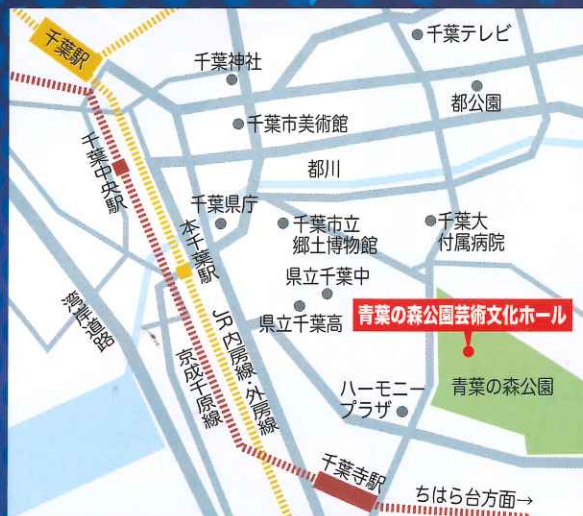 千葉駅
千葉テレビ
千葉神社
都公園
千葉市美術館
千葉中央駅
都川
千葉県庁
千葉市立
郷土博物館
千葉大
付属病院
本千葉駅
県立千葉中
県立千葉高
湾岸道路
青葉の森公園芸術文化ホール
JR内房線・外房線
京成千原線
青葉の森公園
ハーモニー
プラザ
千葉寺駅
ちはら台方面→